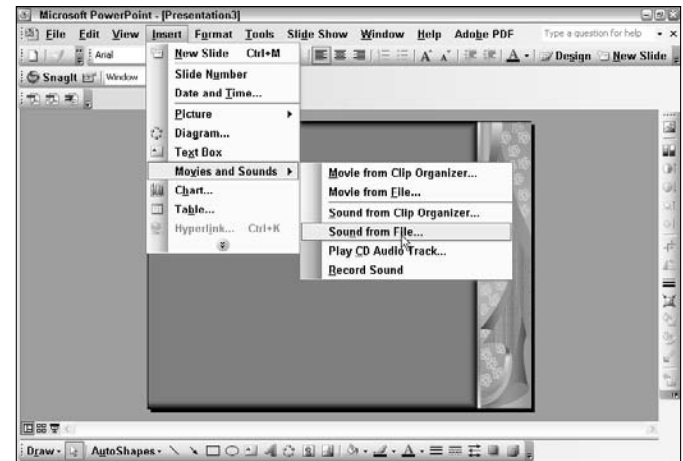 Microsoft PowerPoint - [Presentation3]
File Edit View Insert Format Tools Slide Show Window Help Adobe PDF Type a question for help
Arial A A A Design New Slide
SnagIt Window
New Slide Ctrl+M
Slide Number
Date and Time...
Picture
Diagram...
Text Box
Movies and Sounds
Chart...
Table...
Hyperlink... Ctrl+K
Movie from Clip Organizer...
Movie from File...
Sound from Clip Organizer...
Sound from File...
Play CD Audio Track...
Record Sound
Draw AutoShapes A A